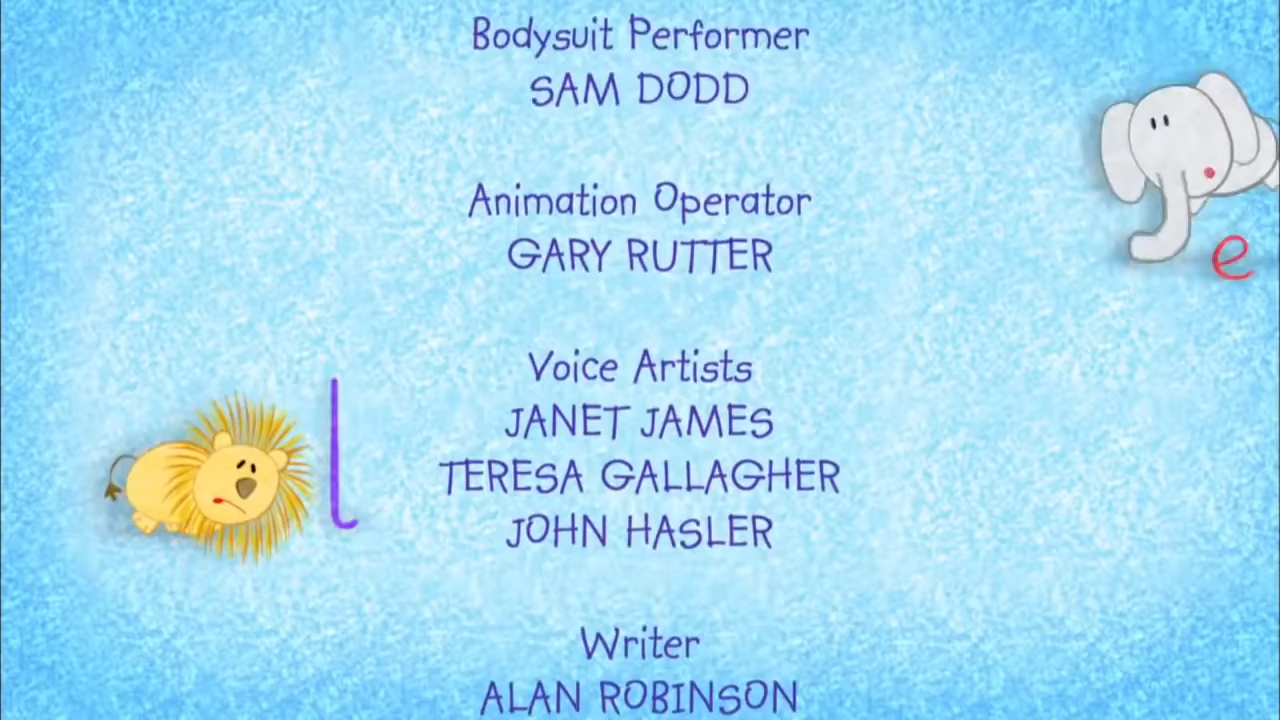 Bodysuit Performer
SAM DODD
Animation Operator
GARY RUTTER
e
Voice Artists
JANET JAMES
TERESA GALLAGHER
JOHN HASLER
l
Writer
ALAN ROBINSON